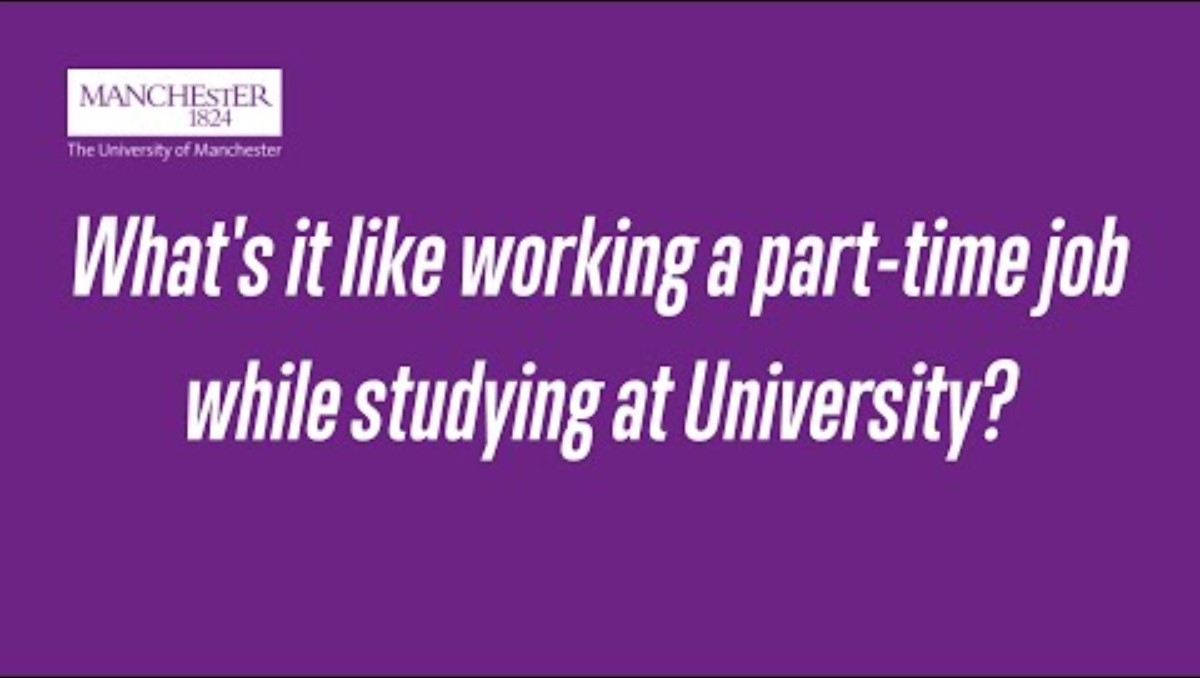 MANCHESTER
1824
The University of Manchester
What's it like working a part-time job
while studying at University?